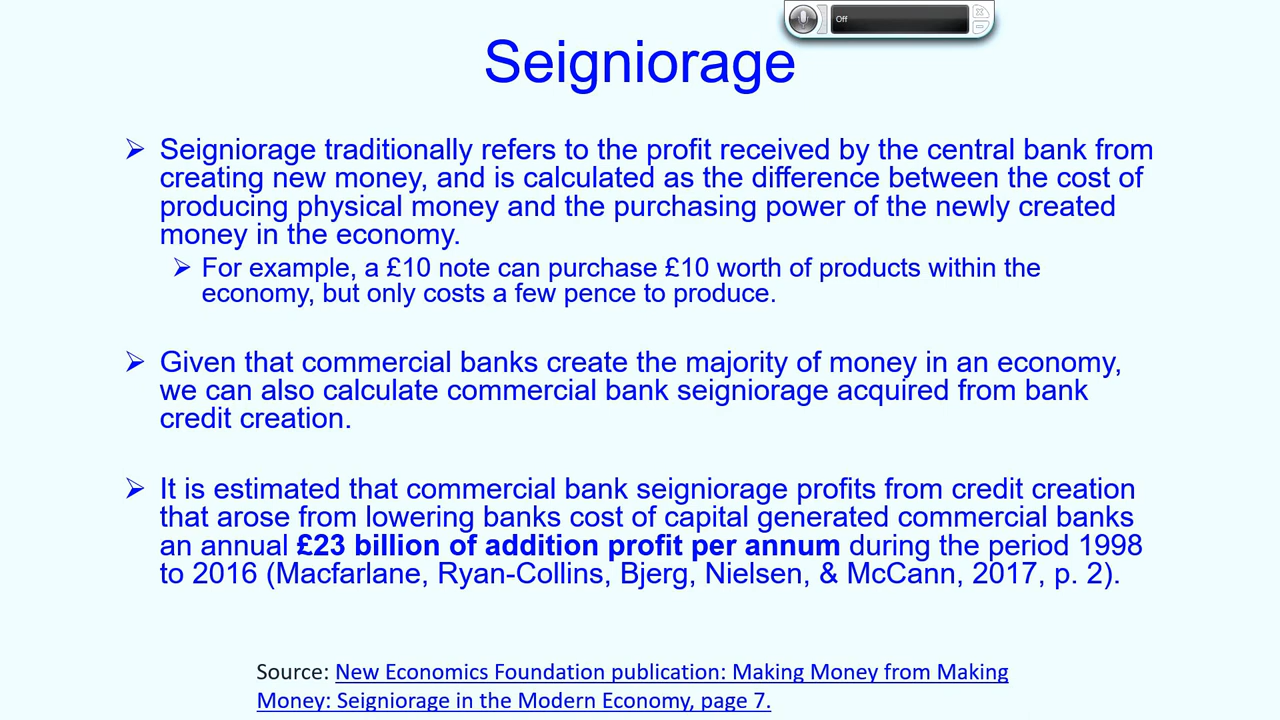 Off
Seigniorage
➢ Seigniorage traditionally refers to the profit received by the central bank from
creating new money, and is calculated as the difference between the cost of
producing physical money and the purchasing power of the newly created
money in the economy.
➢ For example, a £10 note can purchase £10 worth of products within the
economy, but only costs a few pence to produce.
➢ Given that commercial banks create the majority of money in an economy,
we can also calculate commercial bank seigniorage acquired from bank
credit creation.
➢ It is estimated that commercial bank seigniorage profits from credit creation
that arose from lowering banks cost of capital generated commercial banks
an annual £23 billion of addition profit per annum during the period 1998
to 2016 (Macfarlane, Ryan-Collins, Bjerg, Nielsen, & McCann, 2017, p. 2).
Source: New Economics Foundation publication: Making Money from Making
Money: Seigniorage in the Modern Economy, page 7.